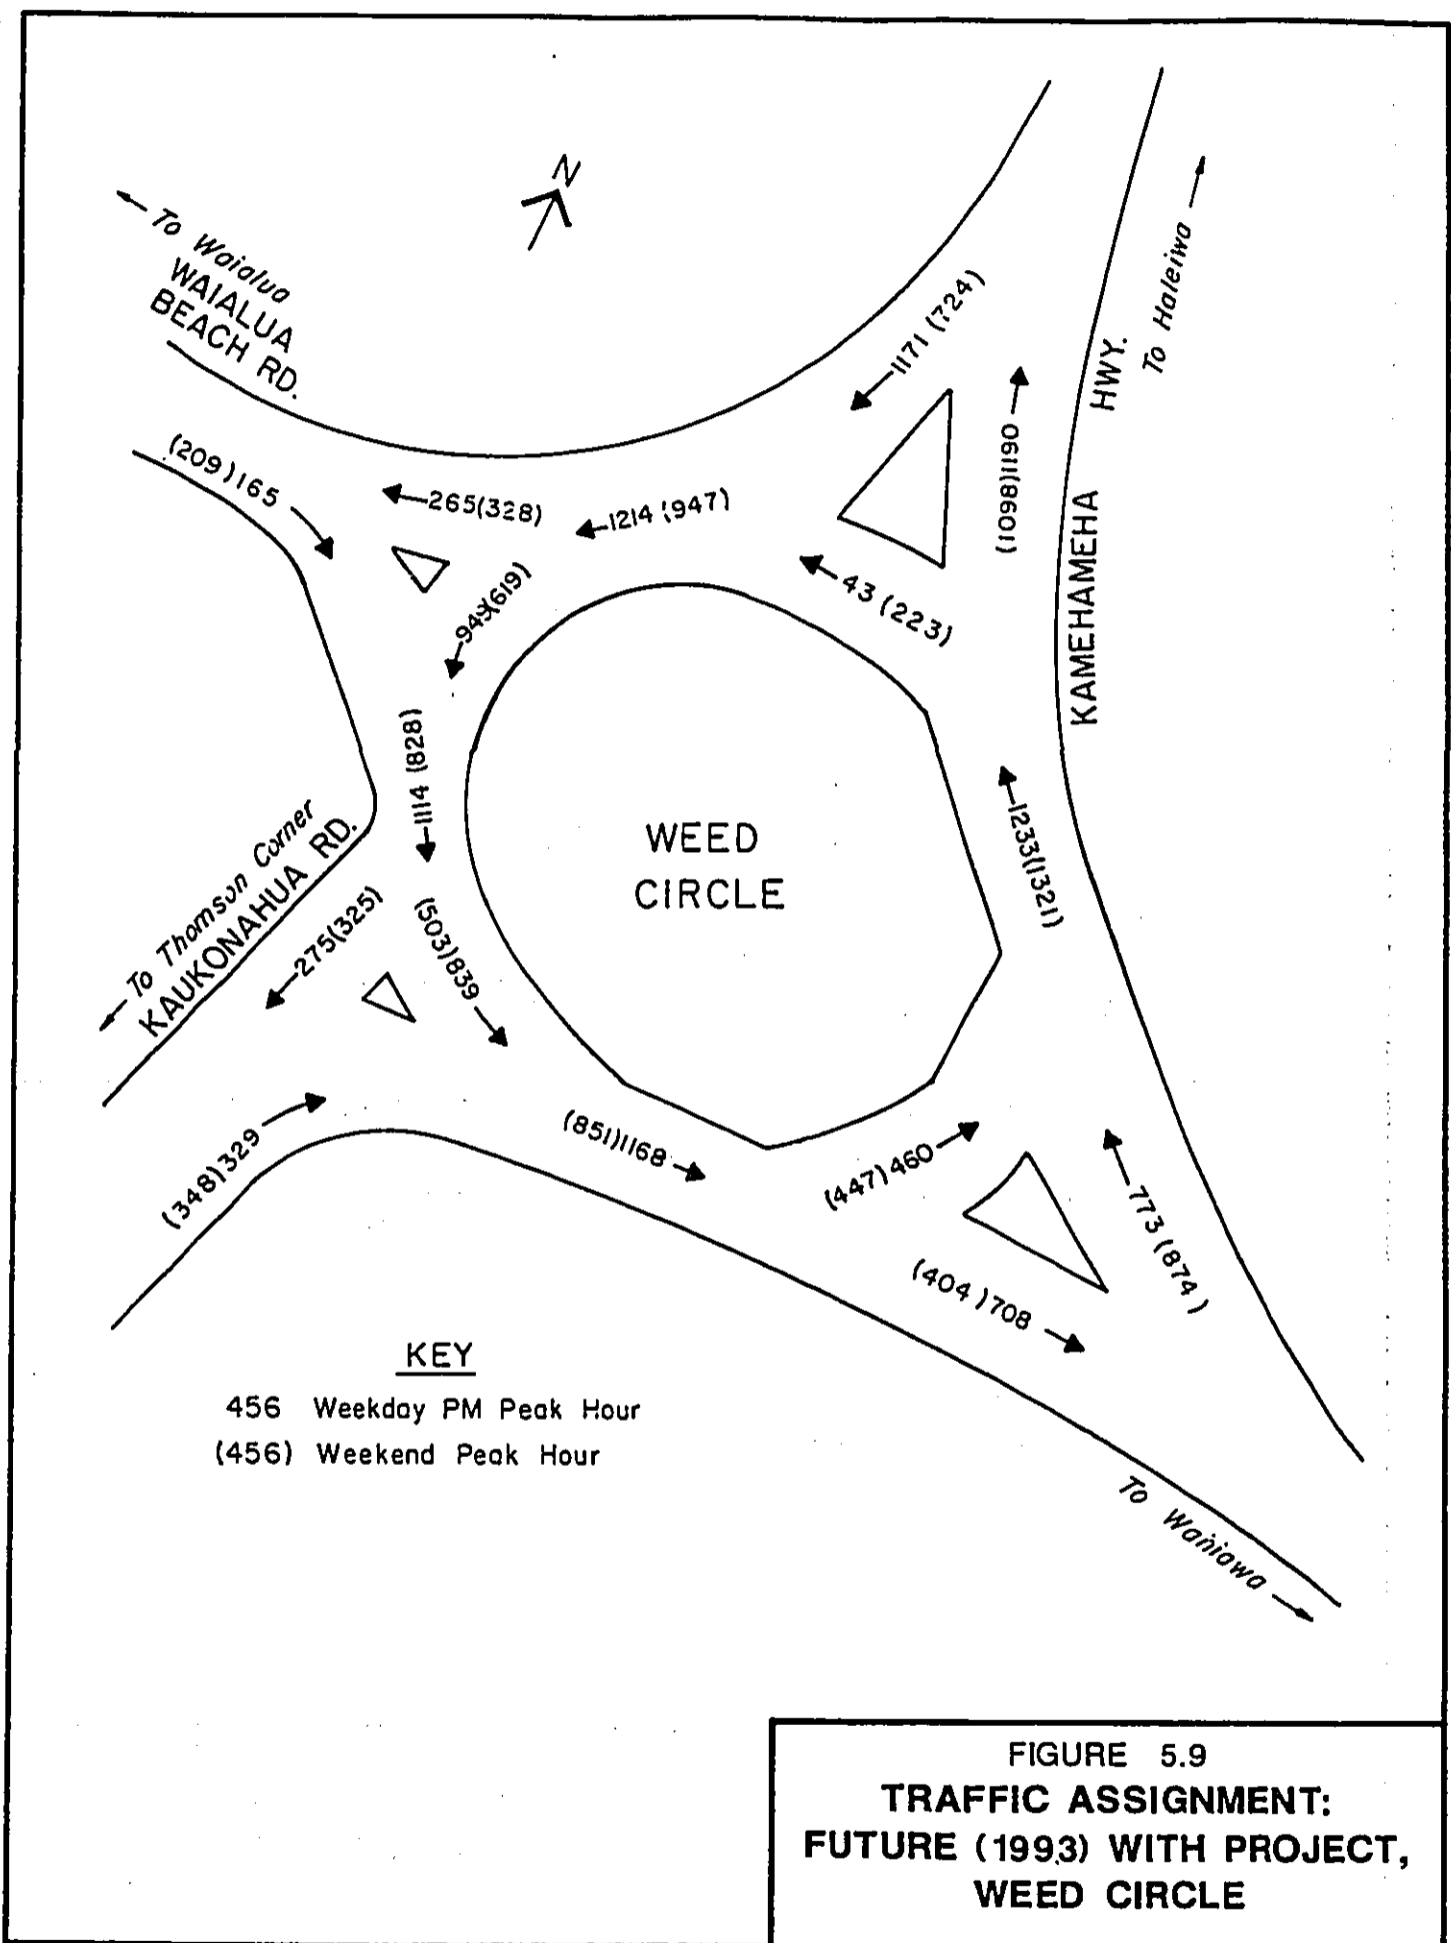 N
To Waialua
WAIALUA
BEACH RD.
(209)165
265(328)
1214(947)
1171(724)
(1098)1190
KAMEHAMEHA HWY.
To Haleiwa
43(223)
949(619)
1114(828)
WEED
CIRCLE
1233(1321)
To Thomson Corner
KAUKONAHUA RD.
275(325)
(503)839
(348)329
(851)1168
(447)460
773(874)
(404)708
To Wahiawa
KEY
456 Weekday PM Peak Hour
(456) Weekend Peak Hour
FIGURE 5.9
TRAFFIC ASSIGNMENT:
FUTURE (1993) WITH PROJECT,
WEED CIRCLE